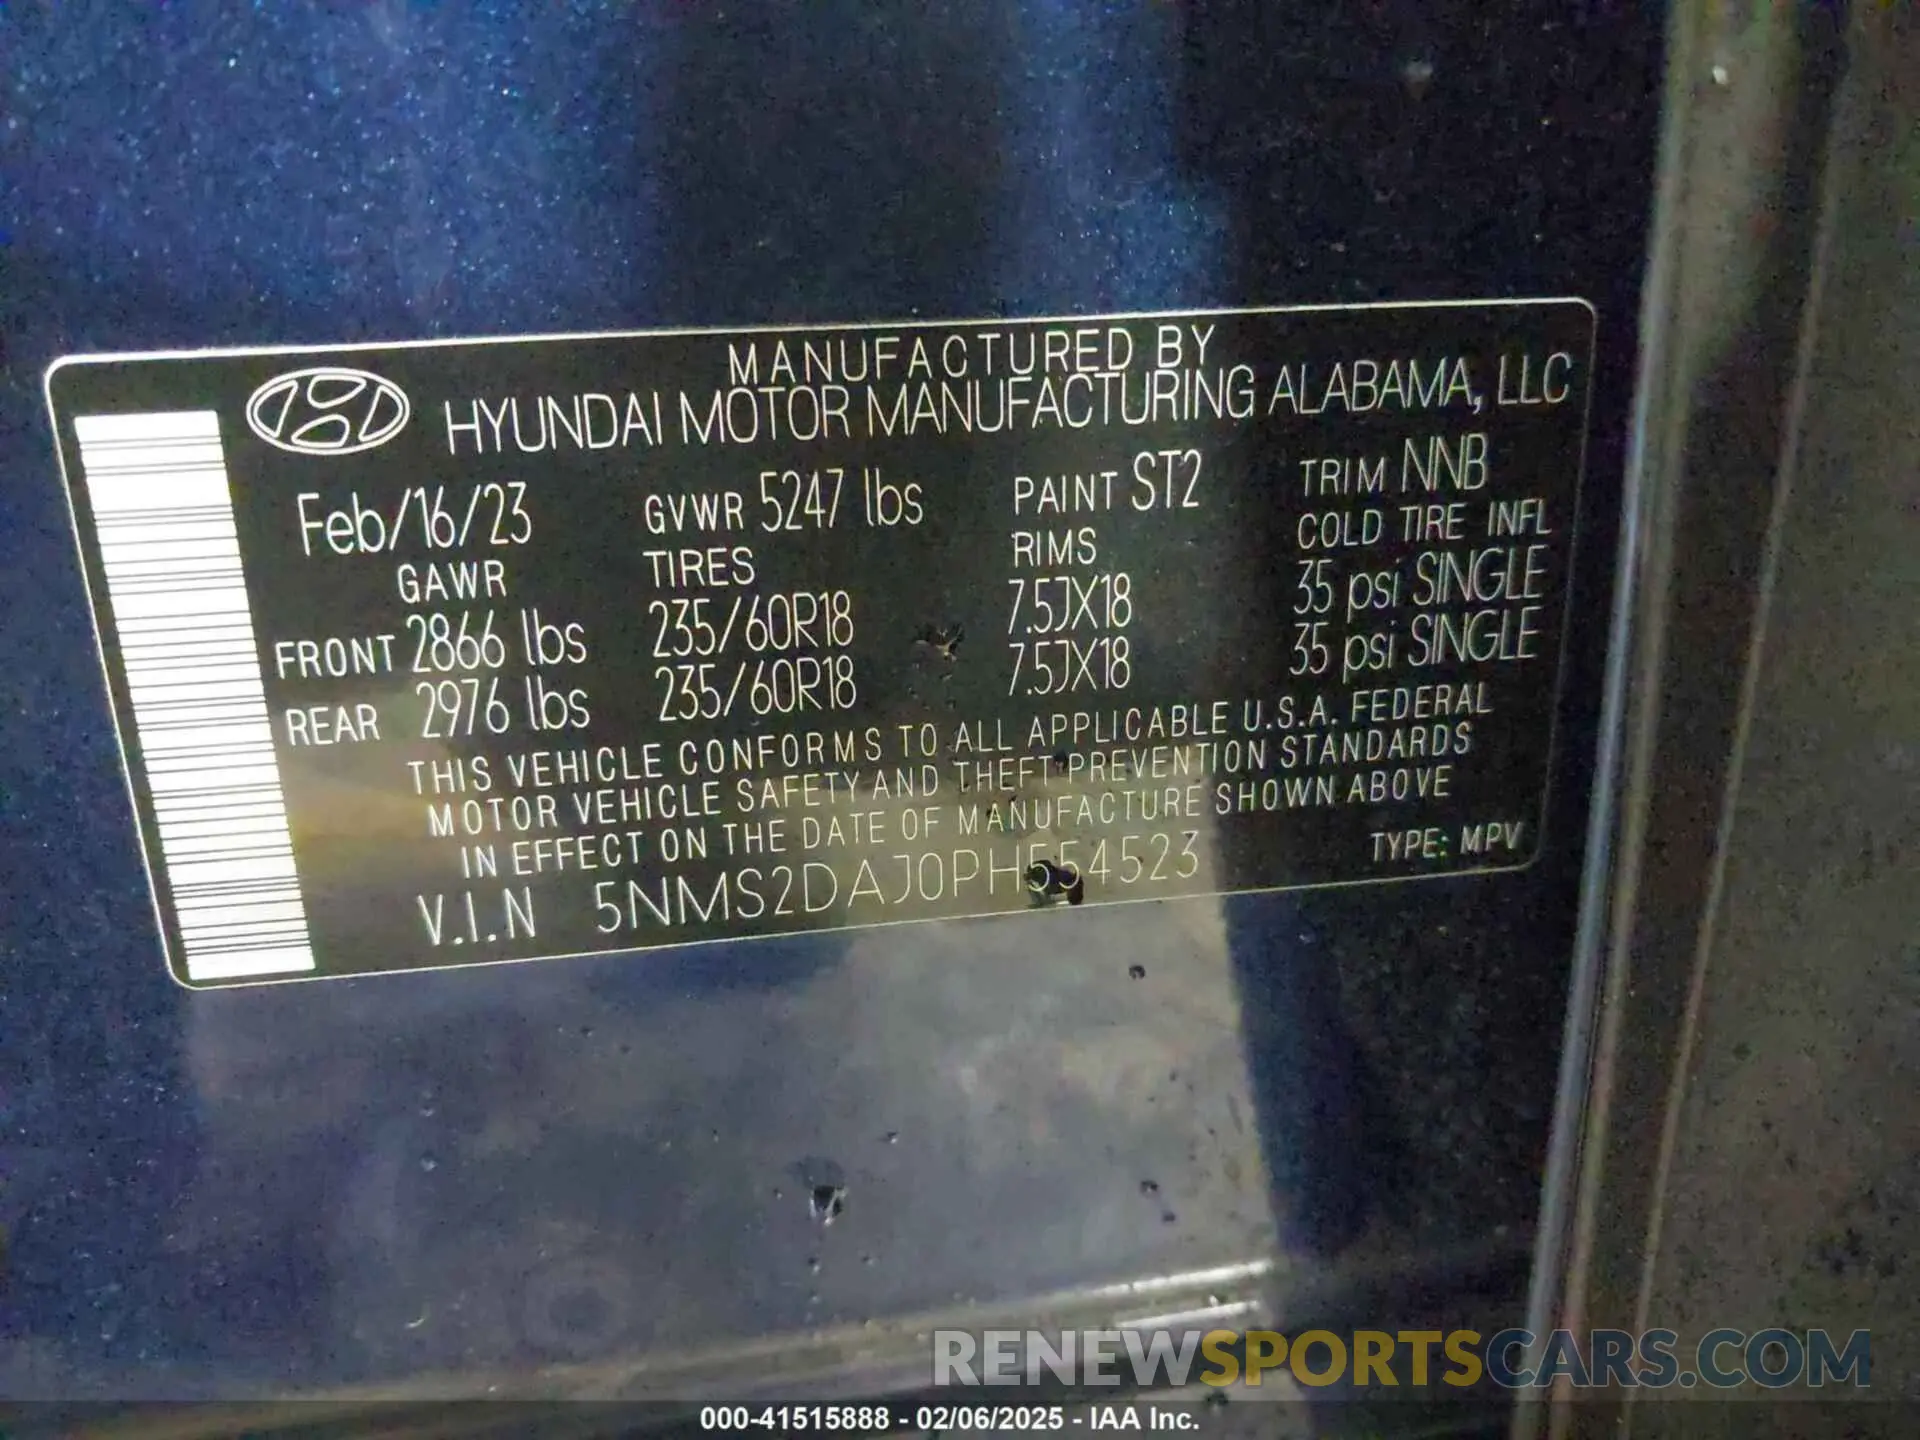 MANUFACTURED BY
HYUNDAI MOTOR MANUFACTURING ALABAMA, LLC
Feb/16/23 GVWR 5247 lbs PAINT ST2 TRIM NNB
GAWR TIRES RIMS COLD TIRE INFL
FRONT 2866 lbs 235/60R18 7.5JX18 35 psi SINGLE
REAR 2976 lbs 235/60R18 7.5JX18 35 psi SINGLE
THIS VEHICLE CONFORMS TO ALL APPLICABLE U.S.A. FEDERAL
MOTOR VEHICLE SAFETY AND THEFT PREVENTION STANDARDS
IN EFFECT ON THE DATE OF MANUFACTURE SHOWN ABOVE
V.I.N 5NMS2DAJ0PH554523 TYPE: MPV
RENEWSPORTSCARS.COM
000-41515888 - 02/06/2025 - IAA Inc.